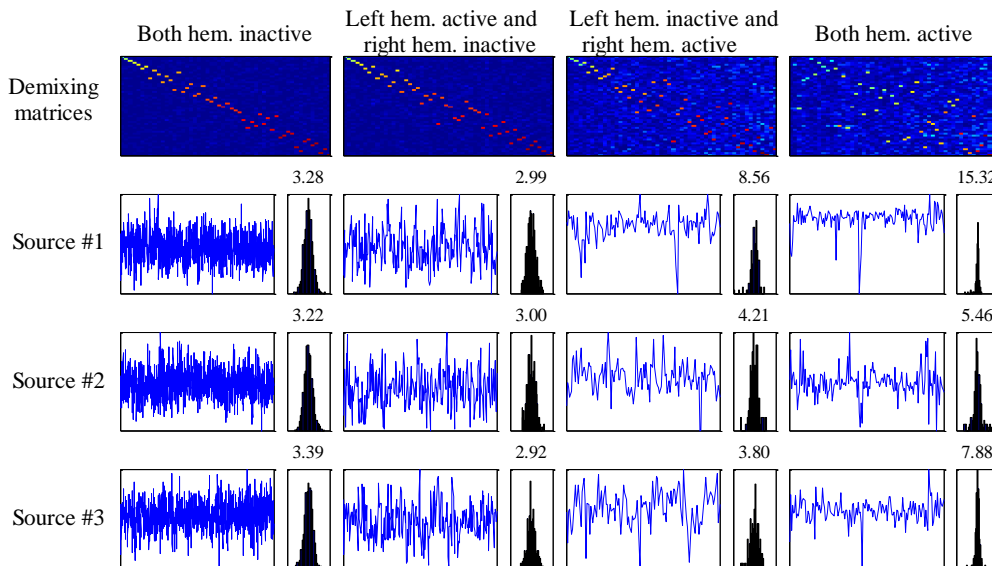 Both hem. inactive
Left hem. active and
right hem. inactive
Left hem. inactive and
right hem. active
Both hem. active
Demixing
matrices
3.28
2.99
8.56
15.32
Source #1
3.22
3.00
4.21
5.46
Source #2
3.39
2.92
3.80
7.88
Source #3